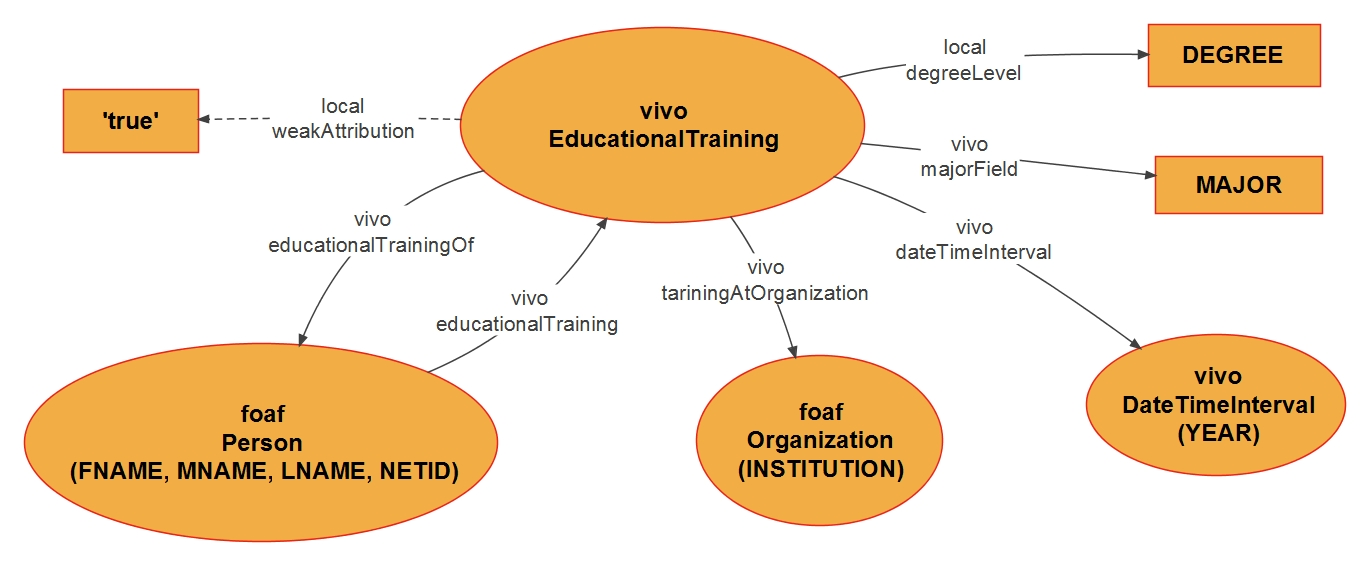 local
degreeLevel
DEGREE
'true'
local
weakAttribution
vivo
EducationalTraining
vivo
majorField
MAJOR
vivo
educationalTrainingOf
vivo
dateTimeInterval
vivo
tariningAtOrganization
vivo
educationalTraining
foaf
Person
(FNAME, MNAME, LNAME, NETID)
foaf
Organization
(INSTITUTION)
vivo
DateTimeInterval
(YEAR)